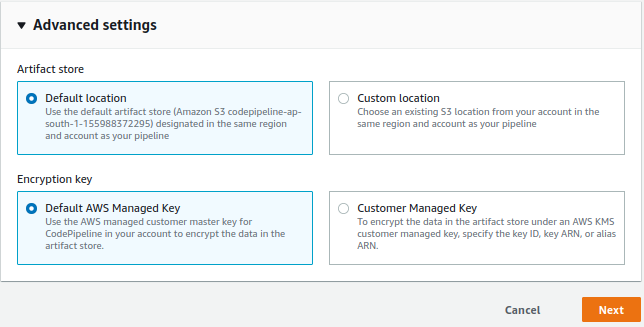 Advanced settings
Artifact store
Default location
Use the default artifact store (Amazon S3 codepipeline-ap-
south-1-155988372295) designated in the same region
and account as your pipeline
Custom location
Choose an existing S3 location from your account in the
same region and account as your pipeline
Encryption key
Default AWS Managed Key
Use the AWS managed customer master key for
CodePipeline in your account to encrypt the data in the
artifact store.
Customer Managed Key
To encrypt the data in the artifact store under an AWS KMS
customer managed key, specify the key ID, key ARN, or alias
ARN.
Cancel
Next